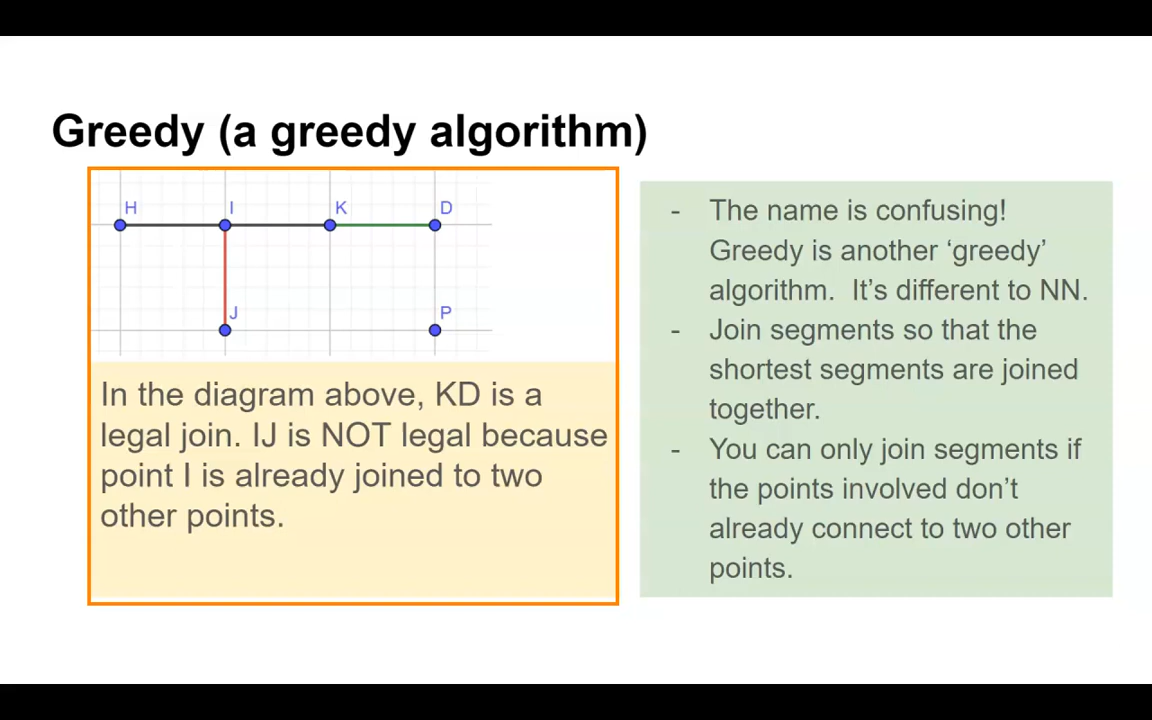 Greedy (a greedy algorithm)
H I K D
J P
In the diagram above, KD is a
legal join. IJ is NOT legal because
point I is already joined to two
other points.
- The name is confusing!
Greedy is another ‘greedy’
algorithm. It’s different to NN.
- Join segments so that the
shortest segments are joined
together.
- You can only join segments if
the points involved don’t
already connect to two other
points.